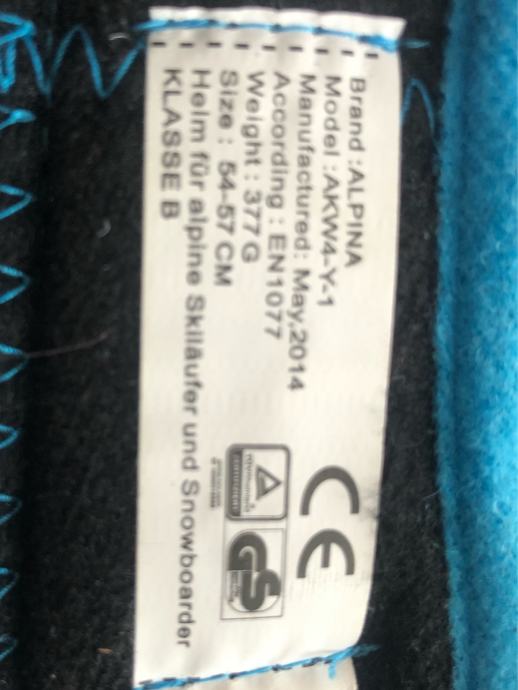 Brand :ALPINA
Model :AKW4-Y-1
Manufactured: May,2014
According : EN1077
Weight : 377 G
Size : 54-57 CM
Helm für alpine Skiläufer und Snowboarder
KLASSE B
CE
GS